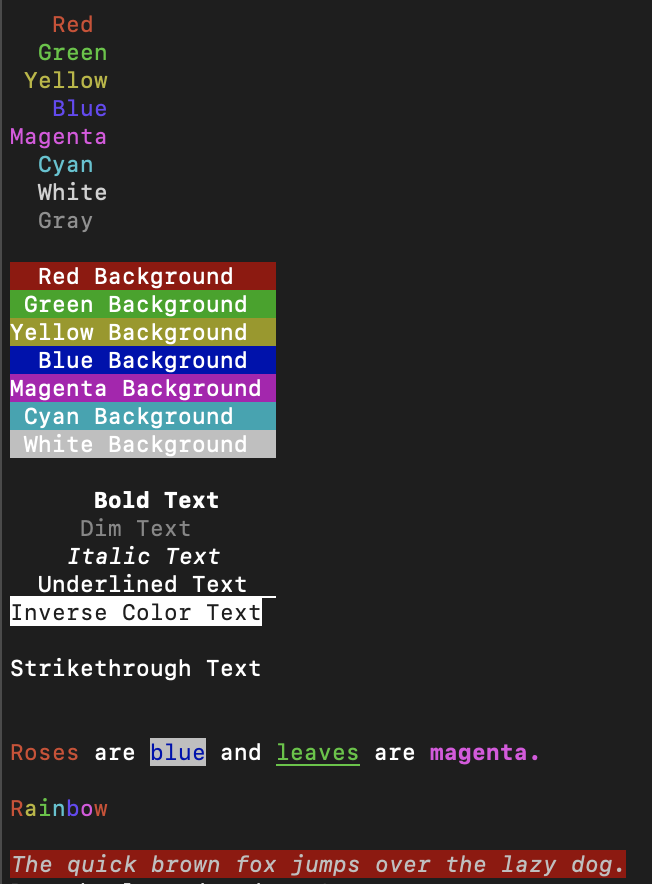 Red
Green
Yellow
Blue
Magenta
Cyan
White
Gray
Red Background
Green Background
Yellow Background
Blue Background
Magenta Background
Cyan Background
White Background
Bold Text
Dim Text
Italic Text
Underlined Text
Inverse Color Text
Strikethrough Text
Roses are blue and leaves are magenta.
Rainbow
The quick brown fox jumps over the lazy dog.